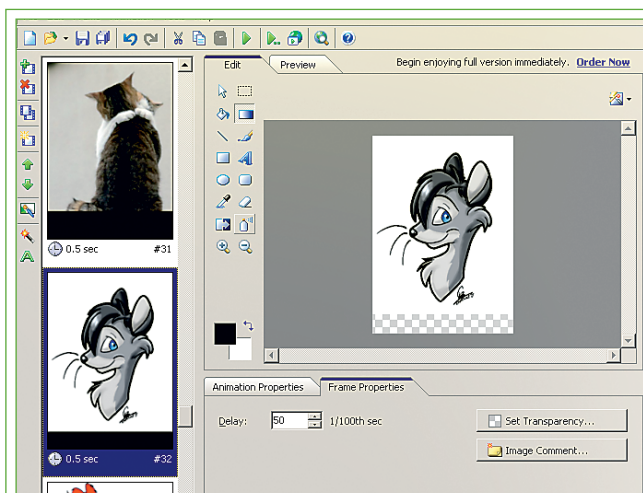 Edit
Preview
Begin enjoying full version immediately. Order Now
0.5 sec #31
0.5 sec #32
Animation Properties
Frame Properties
Delay: 50 1/100th sec
Set Transparency...
Image Comment...